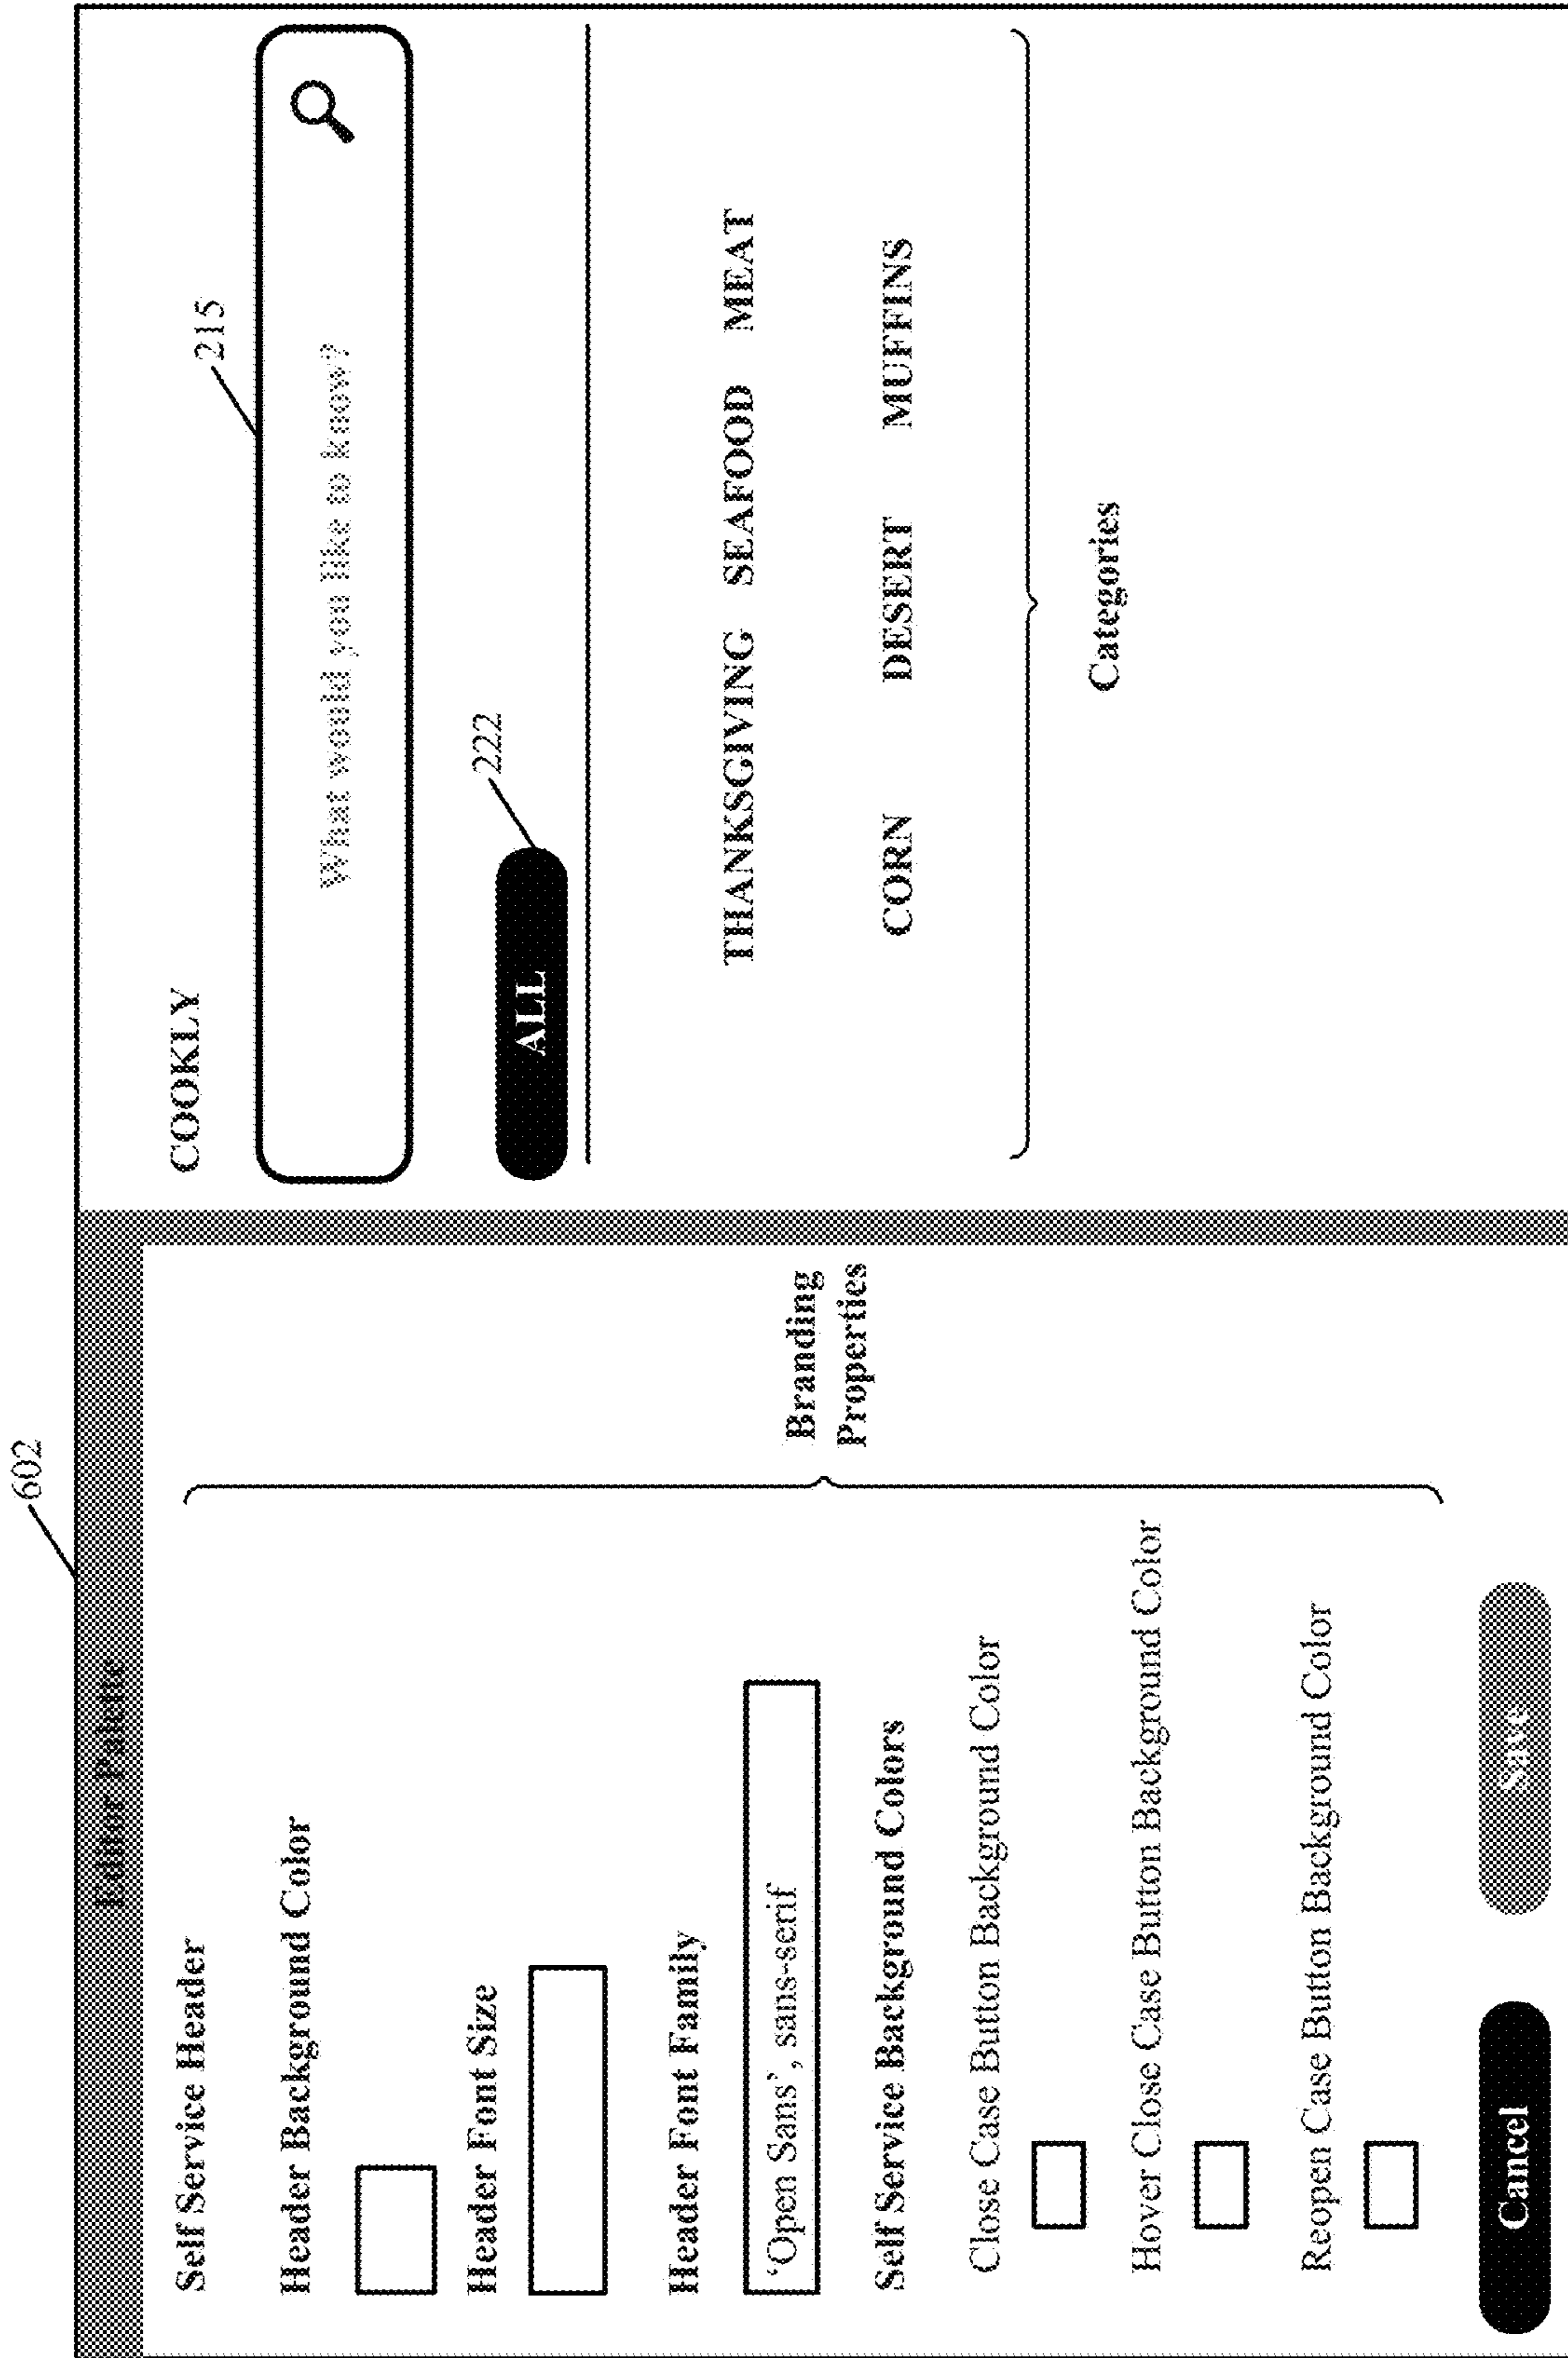 602
Editor Palette
Self Service Header
Header Background Color
Header Font Size
Header Font Family
‘Open Sans’, sans-serif
Self Service Background Colors
Close Case Button Background Color
Hover Close Case Button Background Color
Reopen Case Button Background Color
Cancel
Save
Branding
Properties
COOKLY
215
What would you like to know?
222
ALL
THANKSGIVING SEAFOOD MEAT
CORN DESERT MUFFINS
Categories